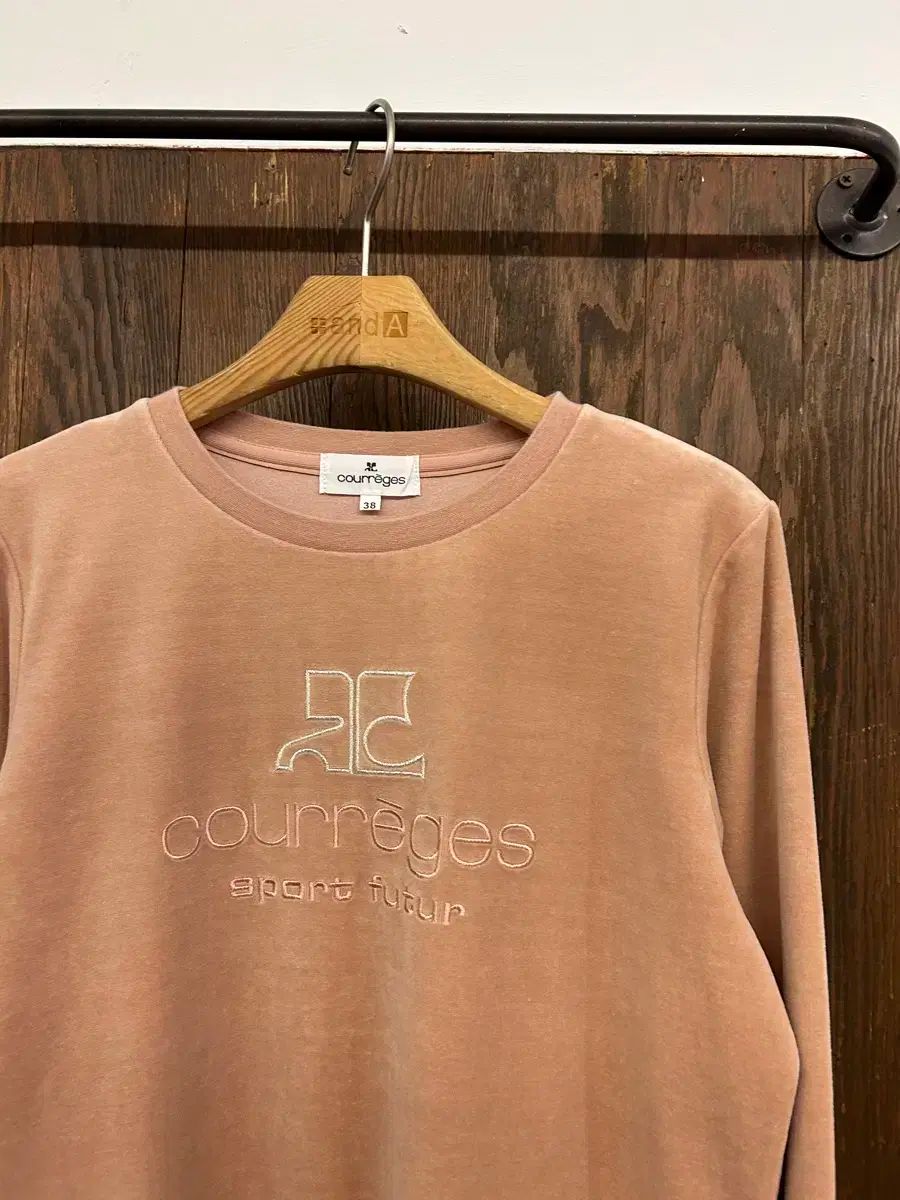 andA
courrèges
38
courrèges
sport futur